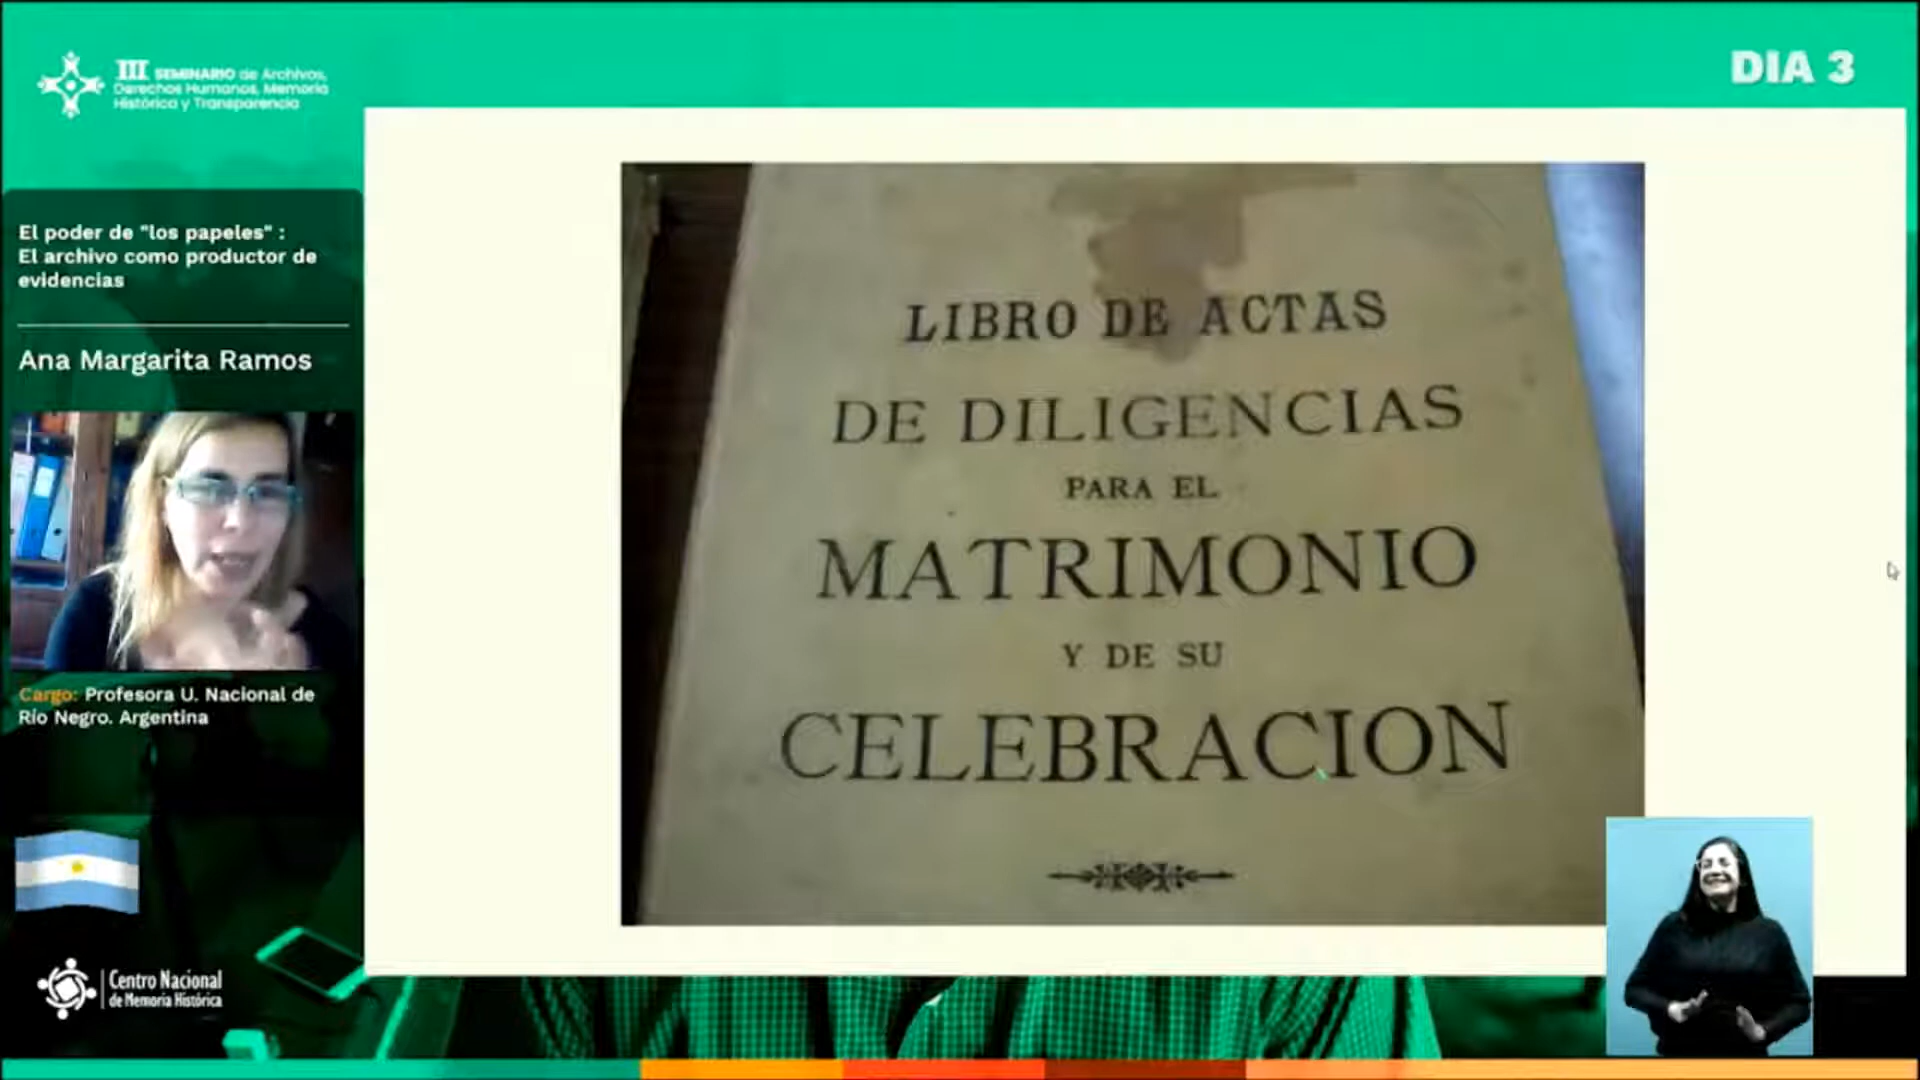 III SEMINARIO de Archivos,
Derechos Humanos, Memoria
Histórica y Transparencia
DIA 3
El poder de "los papeles" :
El archivo como productor de
evidencias
Ana Margarita Ramos
Cargo: Profesora U. Nacional de
Río Negro. Argentina
Centro Nacional
de Memoria Histórica
LIBRO DE ACTAS
DE DILIGENCIAS
PARA EL
MATRIMONIO
Y DE SU
CELEBRACION